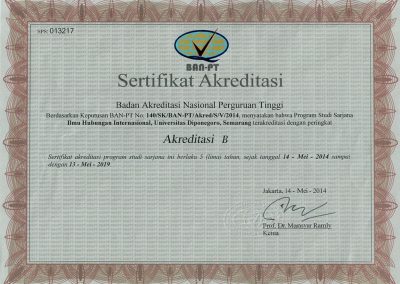 SPS: 013217
BAN-PT
Sertifikat Akreditasi
Badan Akreditasi Nasional Perguruan Tinggi
Berdasarkan Keputusan BAN-PT No. 140/SK/BAN-PT/Akred/S/V/2014, menyatakan bahwa Program Studi Sarjana
Ilmu Hubungan Internasional, Universitas Diponegoro, Semarang terakreditasi dengan peringkat
Akreditasi B
Sertifikat akreditasi program studi sarjana ini berlaku 5 (lima) tahun, sejak tanggal 14 - Mei - 2014 sampai
dengan 13 - Mei - 2019
Jakarta, 14 - Mei - 2014
Prof. Dr. Mansyur Ramly
Ketua